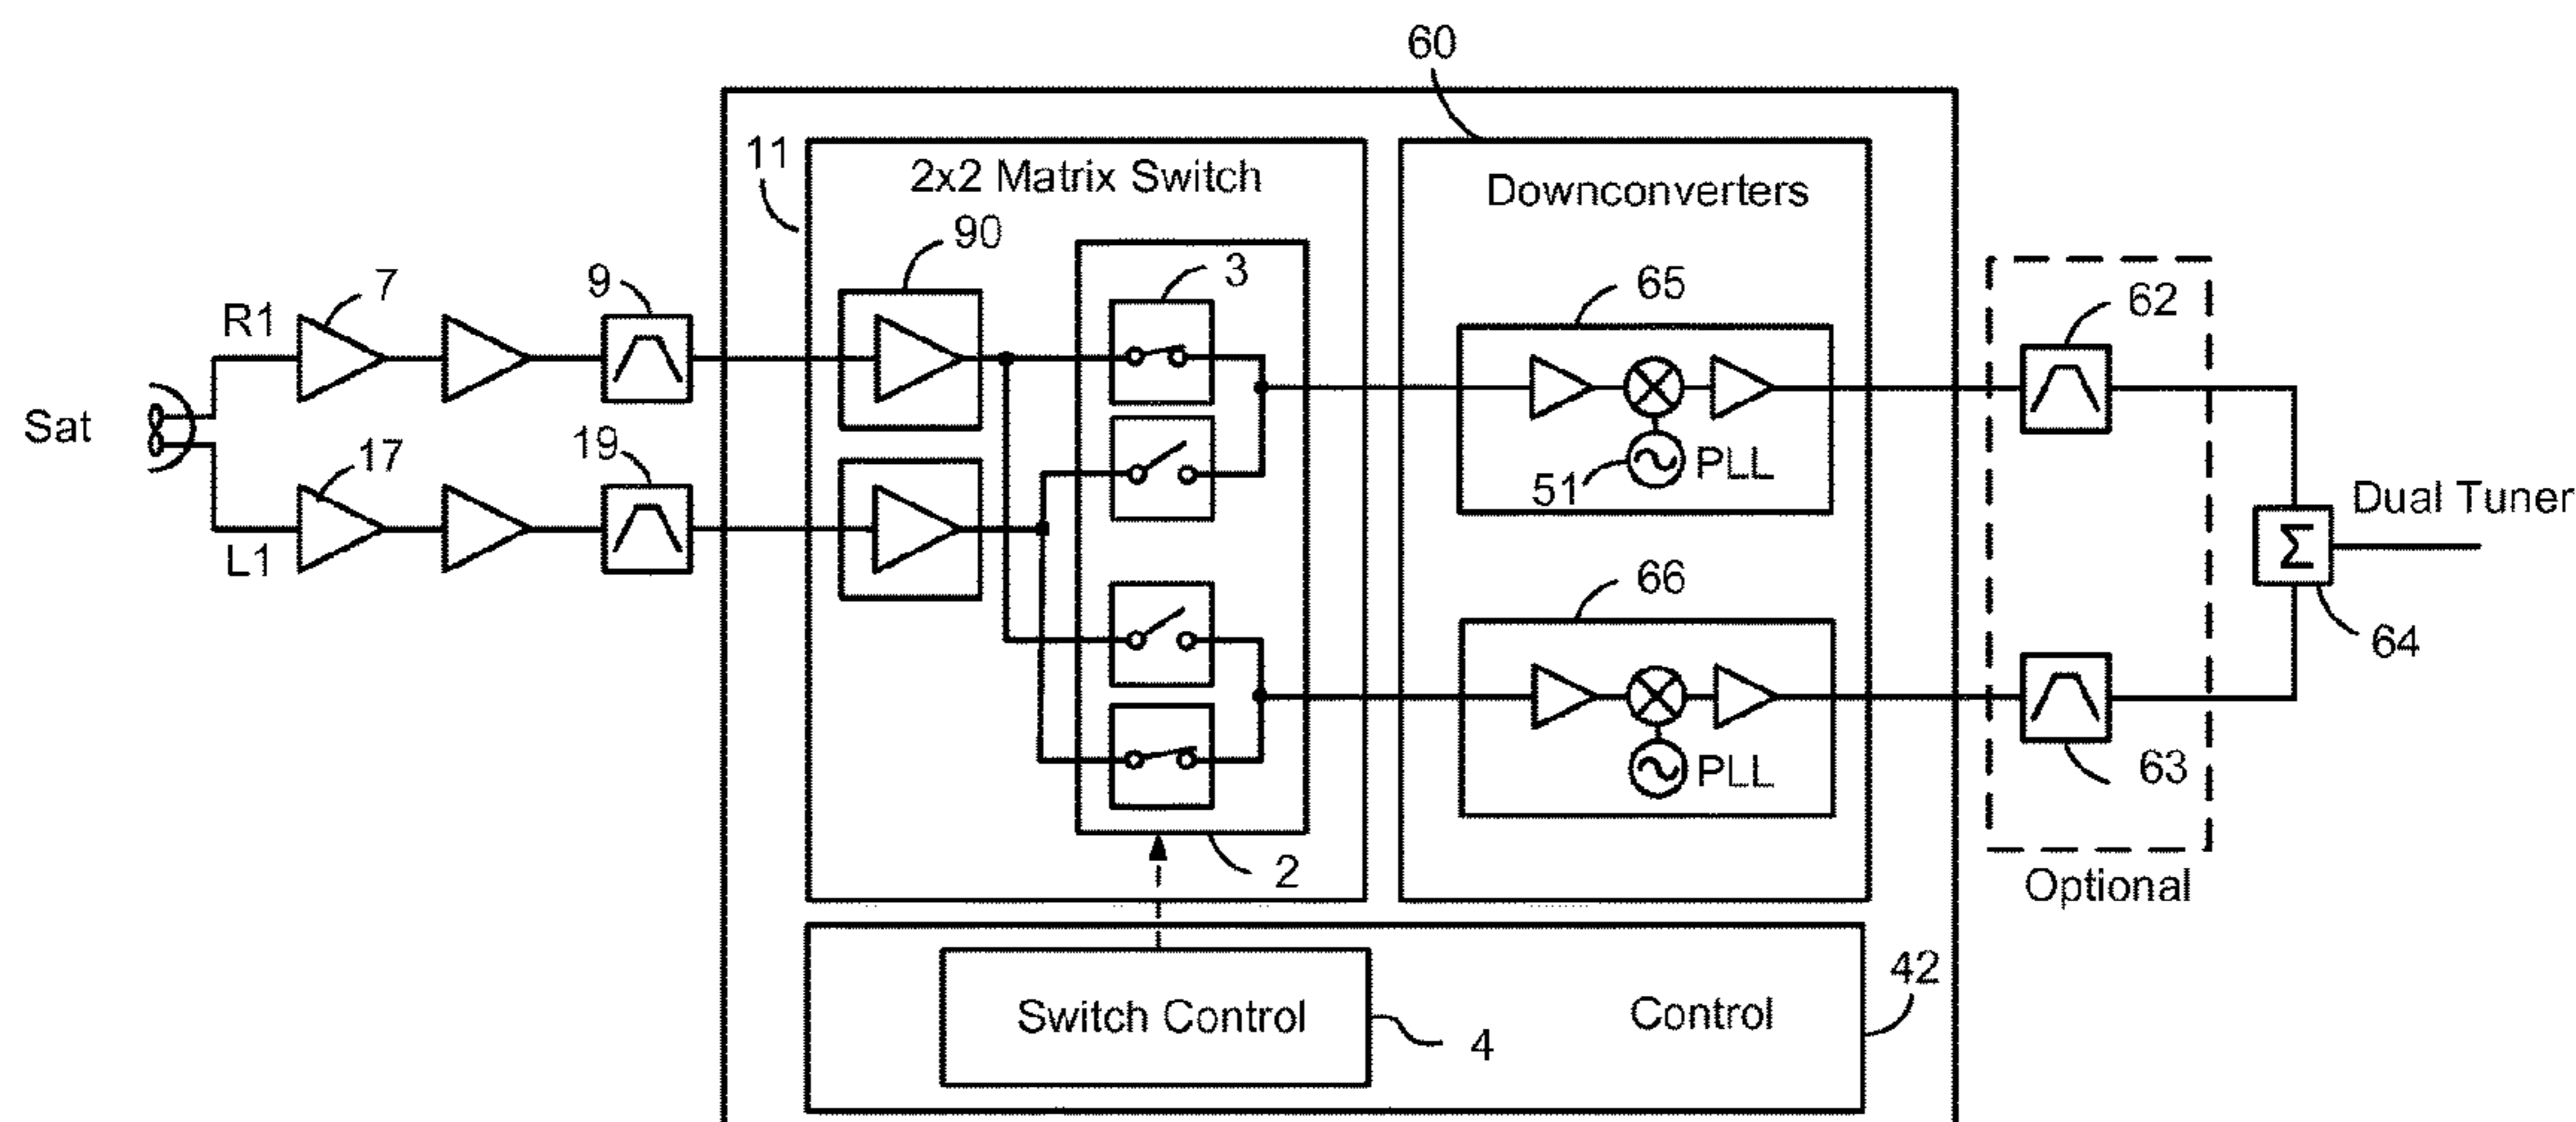 60
11
2x2 Matrix Switch
Downconverters
90
3
65
R1
7
9
62
51
PLL
Sat
17
19
Dual Tuner
Σ
L1
66
64
PLL
63
2
Optional
Switch Control
4
Control
42